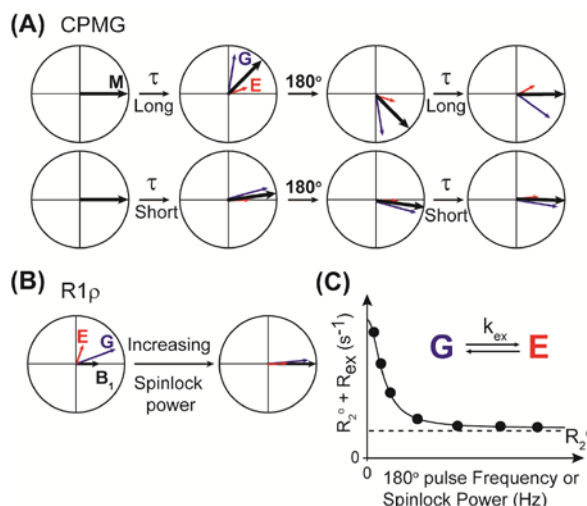 (A) CPMG
M τ Long G E 180° τ Long
τ Short 180° τ Short
(B) R1ρ
E G B₁ Increasing Spinlock power
(C)
R₂° + Rex (s⁻¹)
G kex E
R₂°
0
0
180° pulse Frequency or
Spinlock Power (Hz)